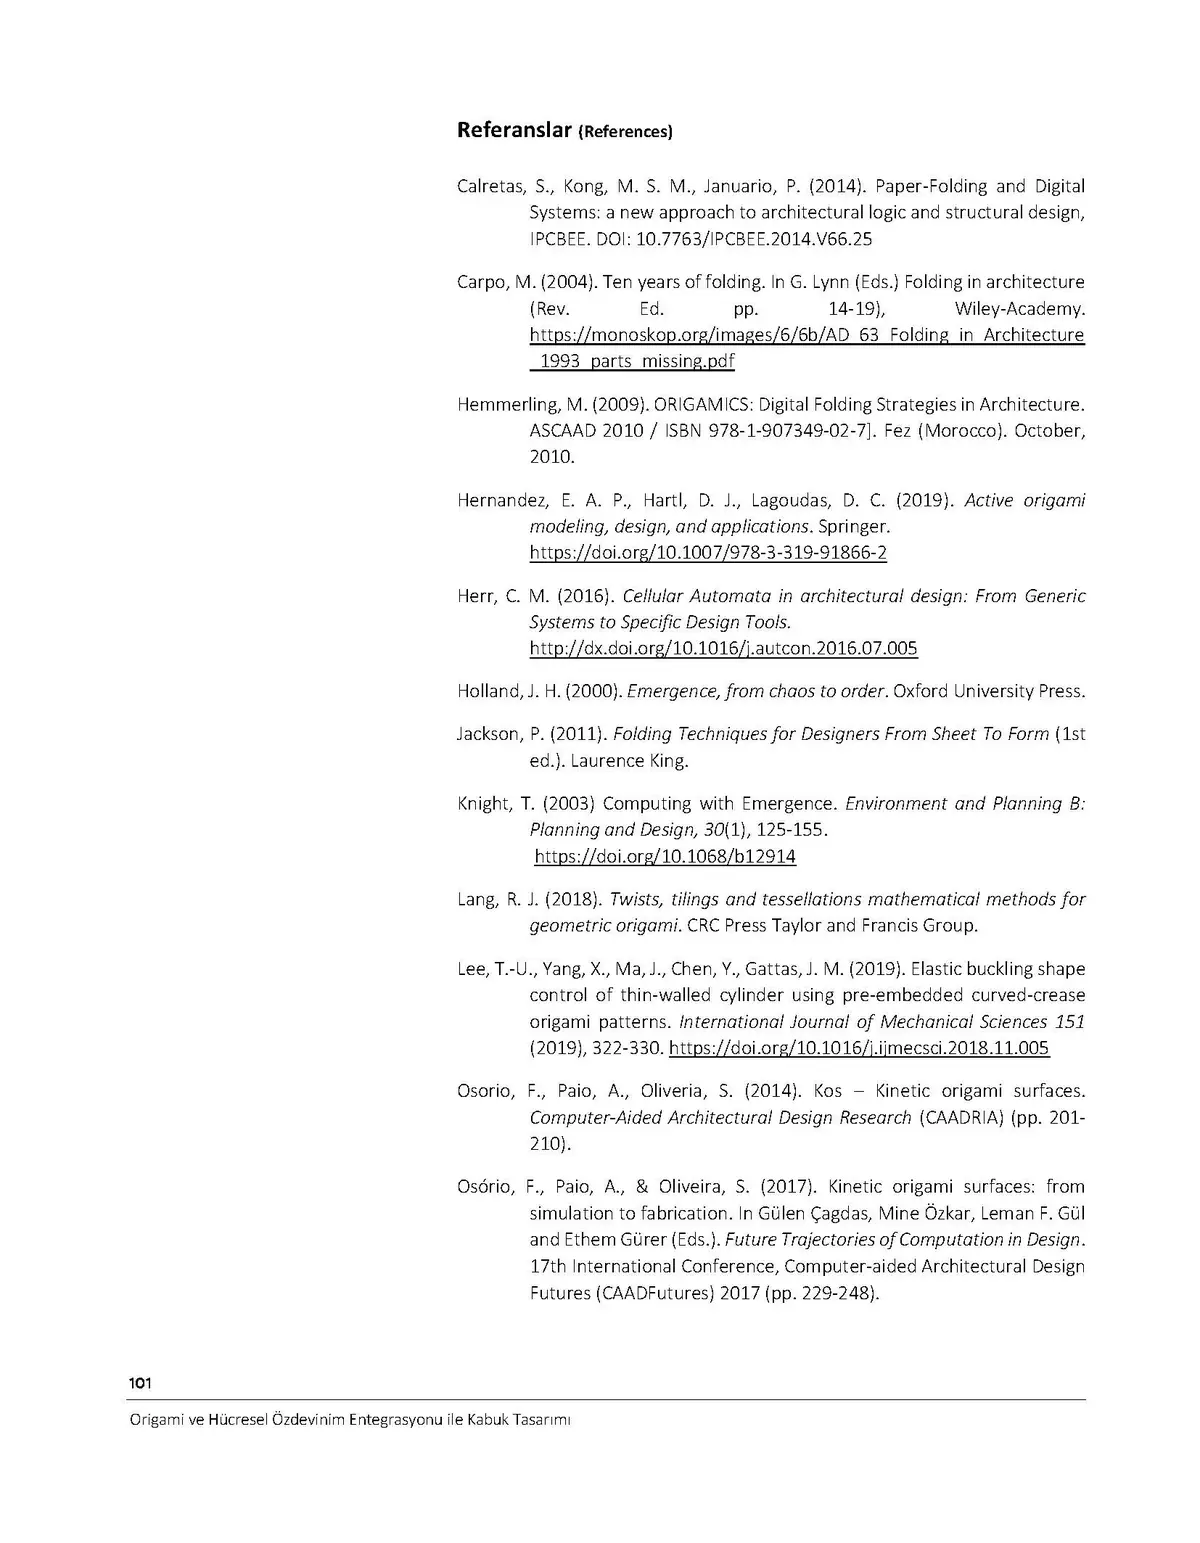 Referanslar (References)
Calretas, S., Kong, M. S. M., Januario, P. (2014). Paper-Folding and Digital
Systems: a new approach to architectural logic and structural design,
IPCBEE. DOI: 10.7763/IPCBEE.2014.V66.25
Carpo, M. (2004). Ten years of folding. In G. Lynn (Eds.) Folding in architecture
(Rev. Ed. pp. 14-19), Wiley-Academy.
https://monoskop.org/images/6/6b/AD_63_Folding_in_Architecture
_1993_parts_missing.pdf
Hemmerling, M. (2009). ORIGAMICS: Digital Folding Strategies in Architecture.
ASCAAD 2010 / ISBN 978-1-907349-02-7]. Fez (Morocco). October,
2010.
Hernandez, E. A. P., Hartl, D. J., Lagoudas, D. C. (2019). Active origami
modeling, design, and applications. Springer.
https://doi.org/10.1007/978-3-319-91866-2
Herr, C. M. (2016). Cellular Automata in architectural design: From Generic
Systems to Specific Design Tools.
http://dx.doi.org/10.1016/j.autcon.2016.07.005
Holland, J. H. (2000). Emergence, from chaos to order. Oxford University Press.
Jackson, P. (2011). Folding Techniques for Designers From Sheet To Form (1st
ed.). Laurence King.
Knight, T. (2003) Computing with Emergence. Environment and Planning B:
Planning and Design, 30(1), 125-155.
https://doi.org/10.1068/b12914
Lang, R. J. (2018). Twists, tilings and tessellations mathematical methods for
geometric origami. CRC Press Taylor and Francis Group.
Lee, T.-U., Yang, X., Ma, J., Chen, Y., Gattas, J. M. (2019). Elastic buckling shape
control of thin-walled cylinder using pre-embedded curved-crease
origami patterns. International Journal of Mechanical Sciences 151
(2019), 322-330. https://doi.org/10.1016/j.ijmecsci.2018.11.005
Osorio, F., Paio, A., Oliveria, S. (2014). Kos – Kinetic origami surfaces.
Computer-Aided Architectural Design Research (CAADRIA) (pp. 201-
210).
Osório, F., Paio, A., & Oliveira, S. (2017). Kinetic origami surfaces: from
simulation to fabrication. In Gülen Çagdas, Mine Özkar, Leman F. Gül
and Ethem Gürer (Eds.). Future Trajectories of Computation in Design.
17th International Conference, Computer-aided Architectural Design
Futures (CAADFutures) 2017 (pp. 229-248).
101
Origami ve Hücresel Özdevinim Entegrasyonu ile Kabuk Tasarımı